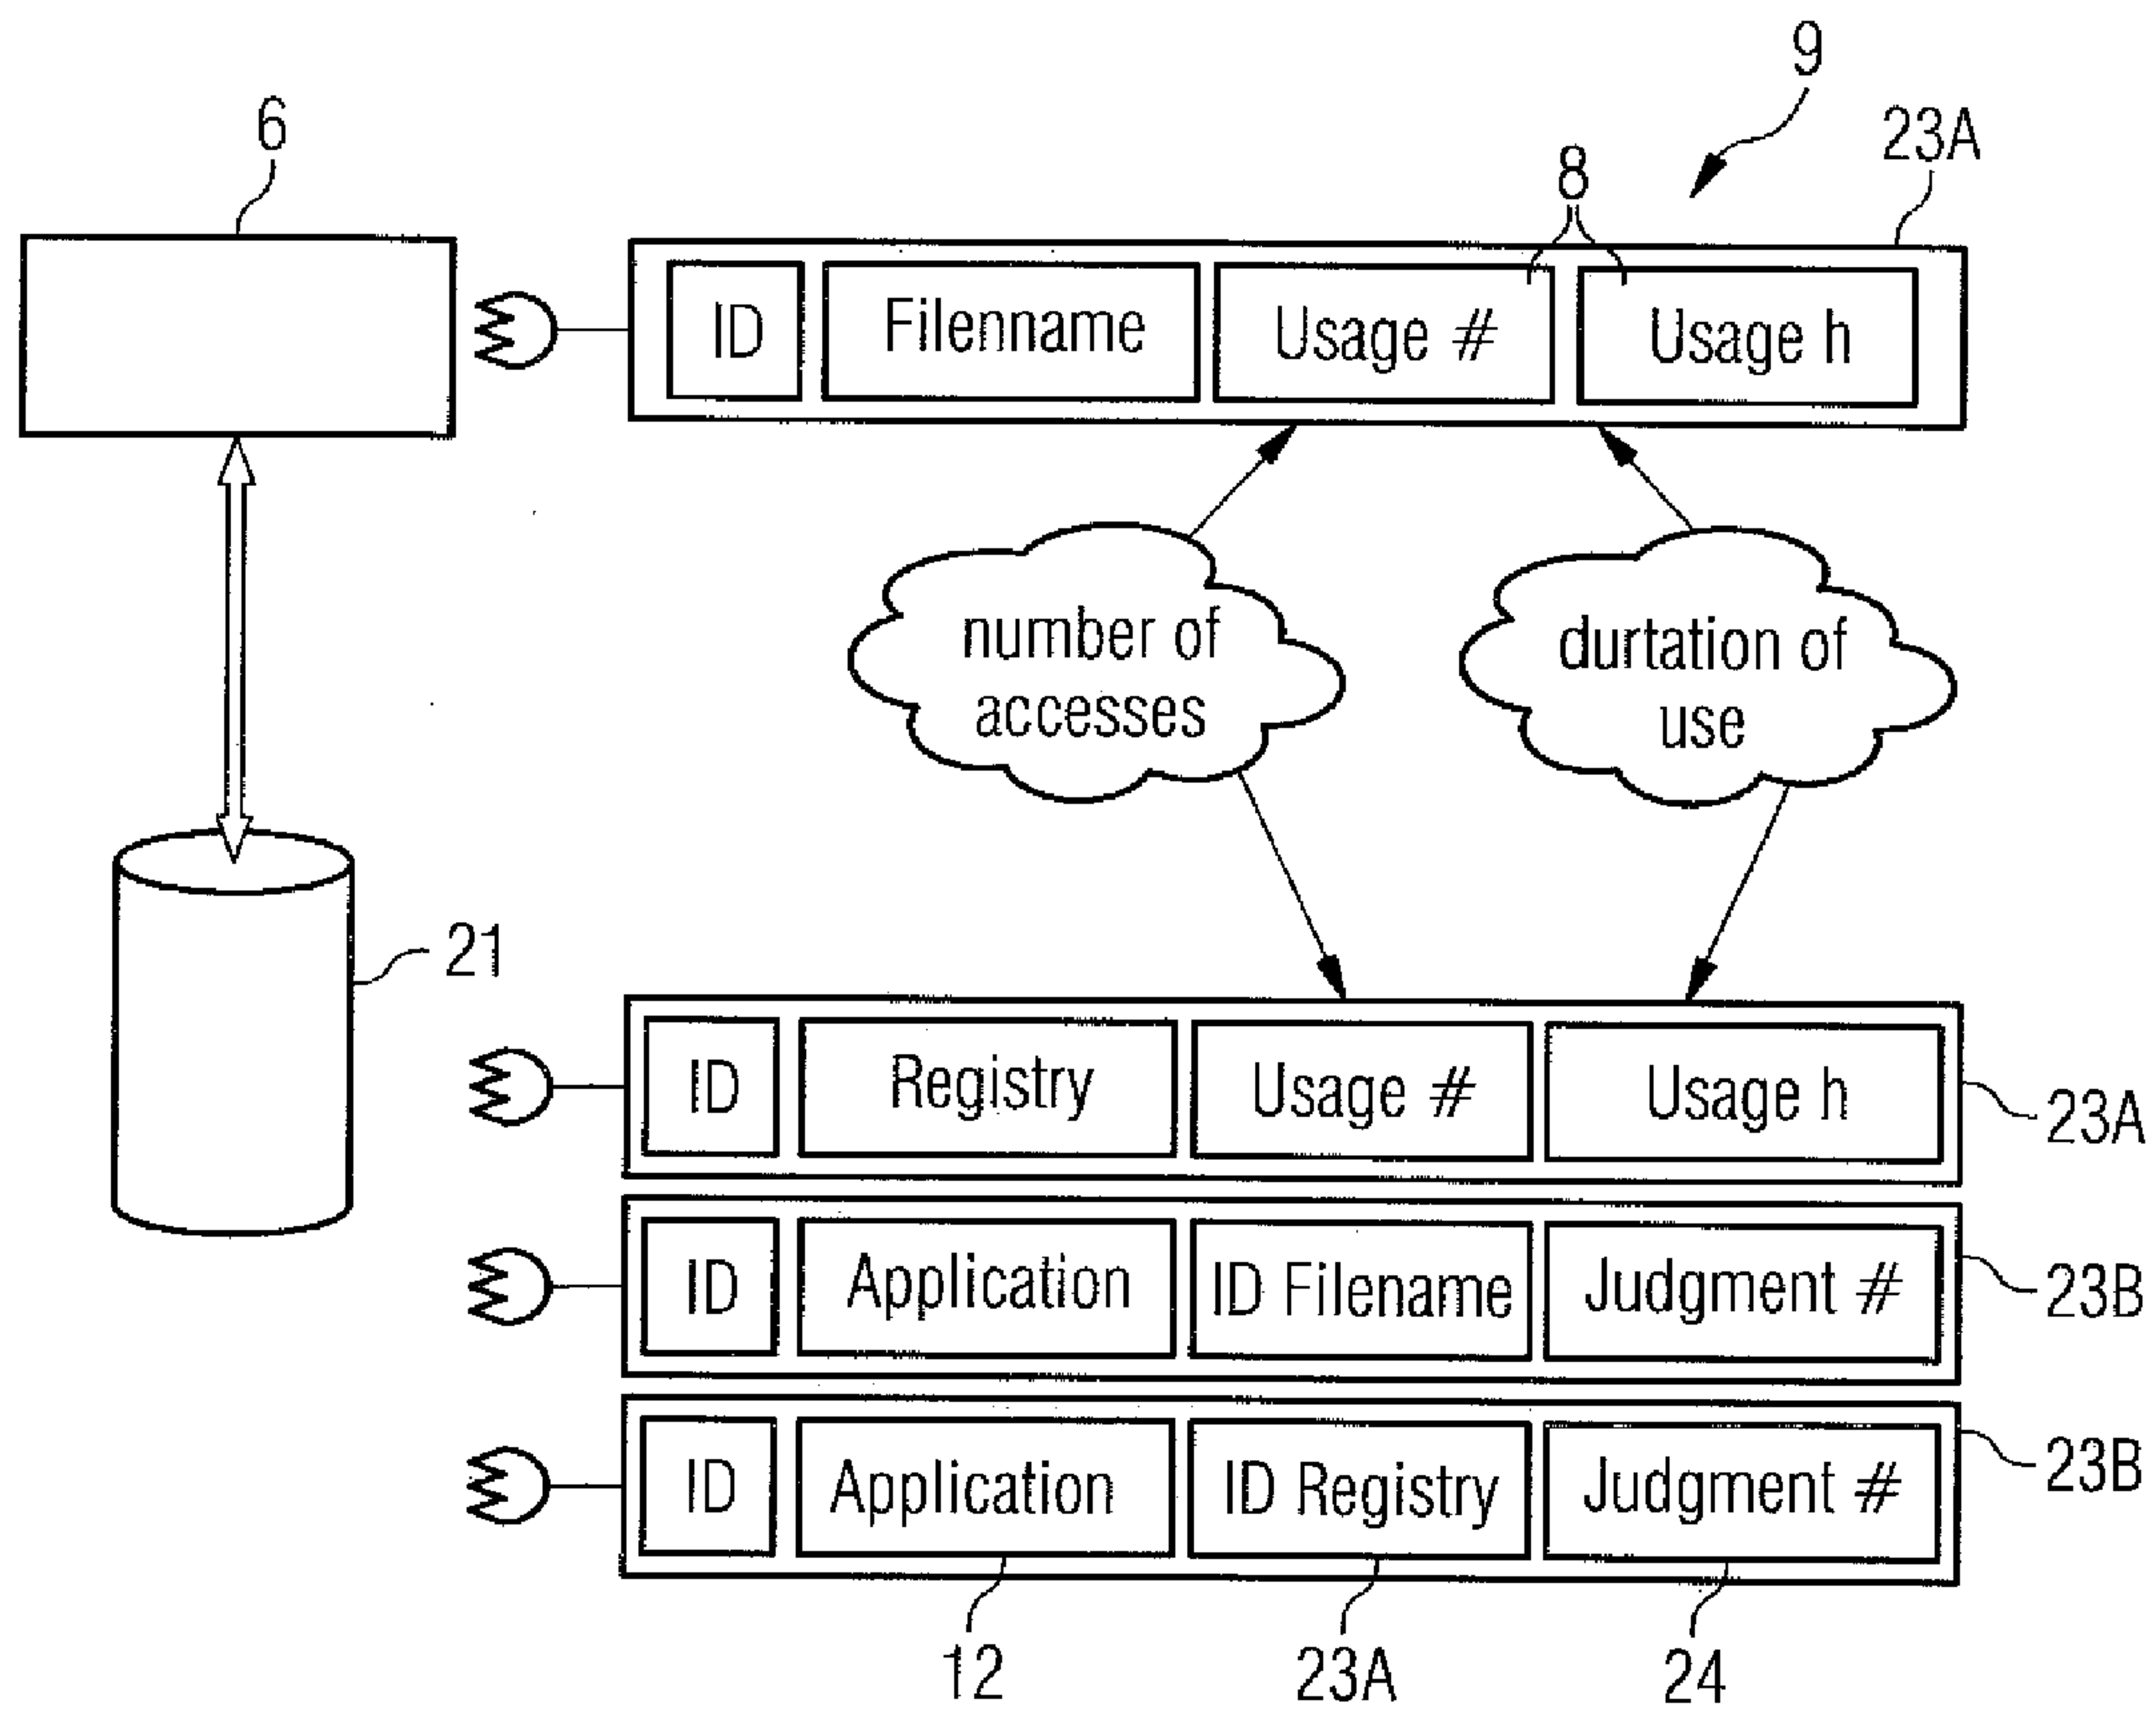 9
6
23A
8
ID Filenname Usage # Usage h
number of
accesses
durtation of
use
21
ID Registry Usage # Usage h
23A
ID Application ID Filename Judgment #
23B
ID Application ID Registry Judgment #
23B
12 23A 24